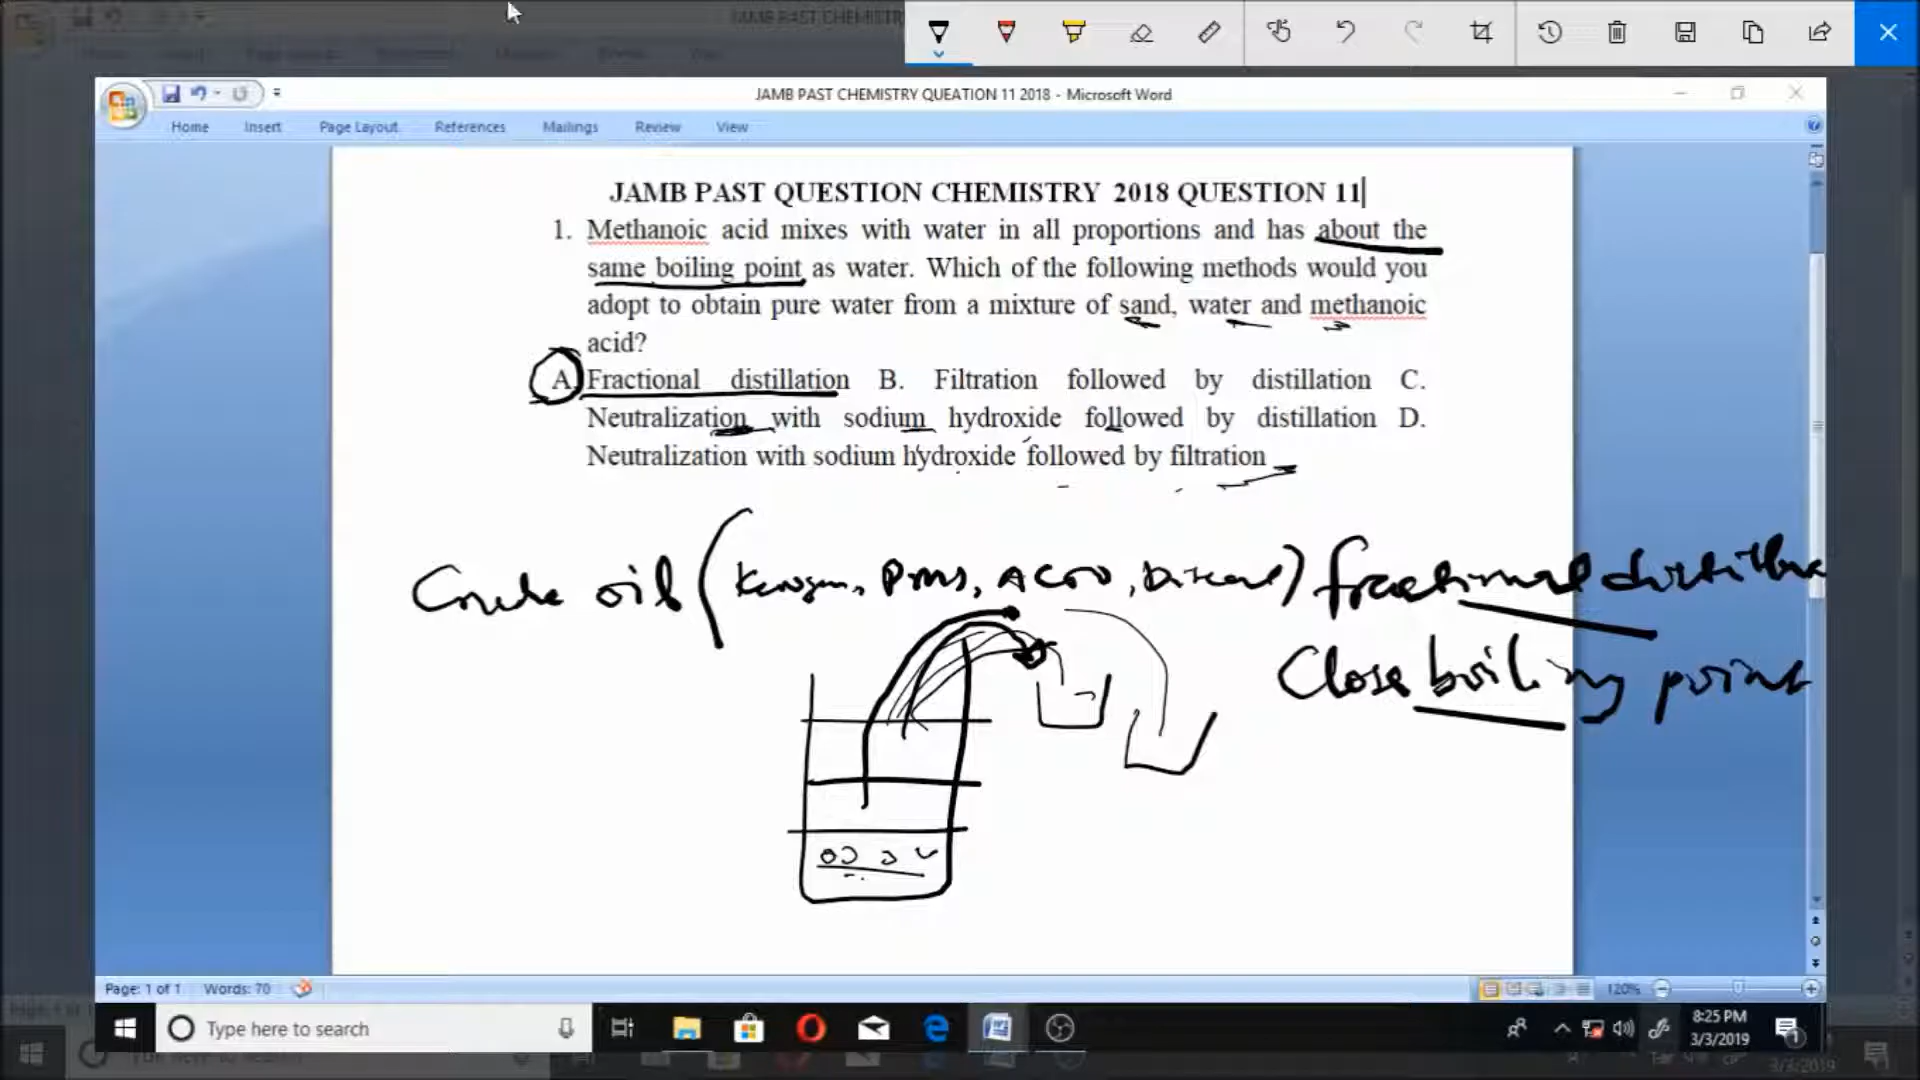 JAMB PAST CHEMISTRY QUEATION 11 2018 - Microsoft Word
Home Insert Page Layout References Mailings Review View
JAMB PAST QUESTION CHEMISTRY 2018 QUESTION 11
1. Methanoic acid mixes with water in all proportions and has about the
same boiling point as water. Which of the following methods would you
adopt to obtain pure water from a mixture of sand, water and methanoic
acid?
A. Fractional distillation B. Filtration followed by distillation C.
Neutralization with sodium hydroxide followed by distillation D.
Neutralization with sodium hydroxide followed by filtration
Crude oil ( PMS, ) fractional
Close boiling point
Page: 1 of 1 Words: 70 120%
Type here to search
8:25 PM
3/3/2019
1